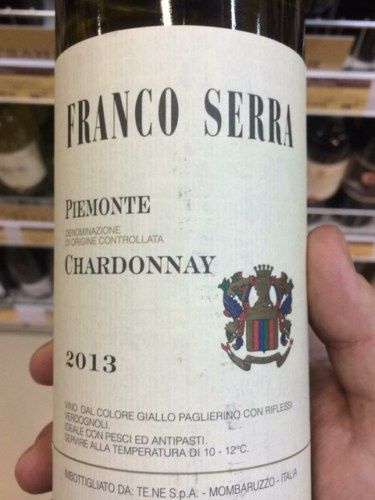 FRANCO SERRA
PIEMONTE
DENOMINAZIONE
DI ORIGINE CONTROLLATA
CHARDONNAY
2013
VINO DAL COLORE GIALLO PAGLIERINO CON RIFLESSI
VERDOGNOLI.
IDEALE CON PESCI ED ANTIPASTI.
SERVIRE ALLA TEMPERATURA DI 10 - 12°C.
IMBOTTIGLIATO DA: TE.NE S.p.A. - MOMBARUZZO - ITALIA